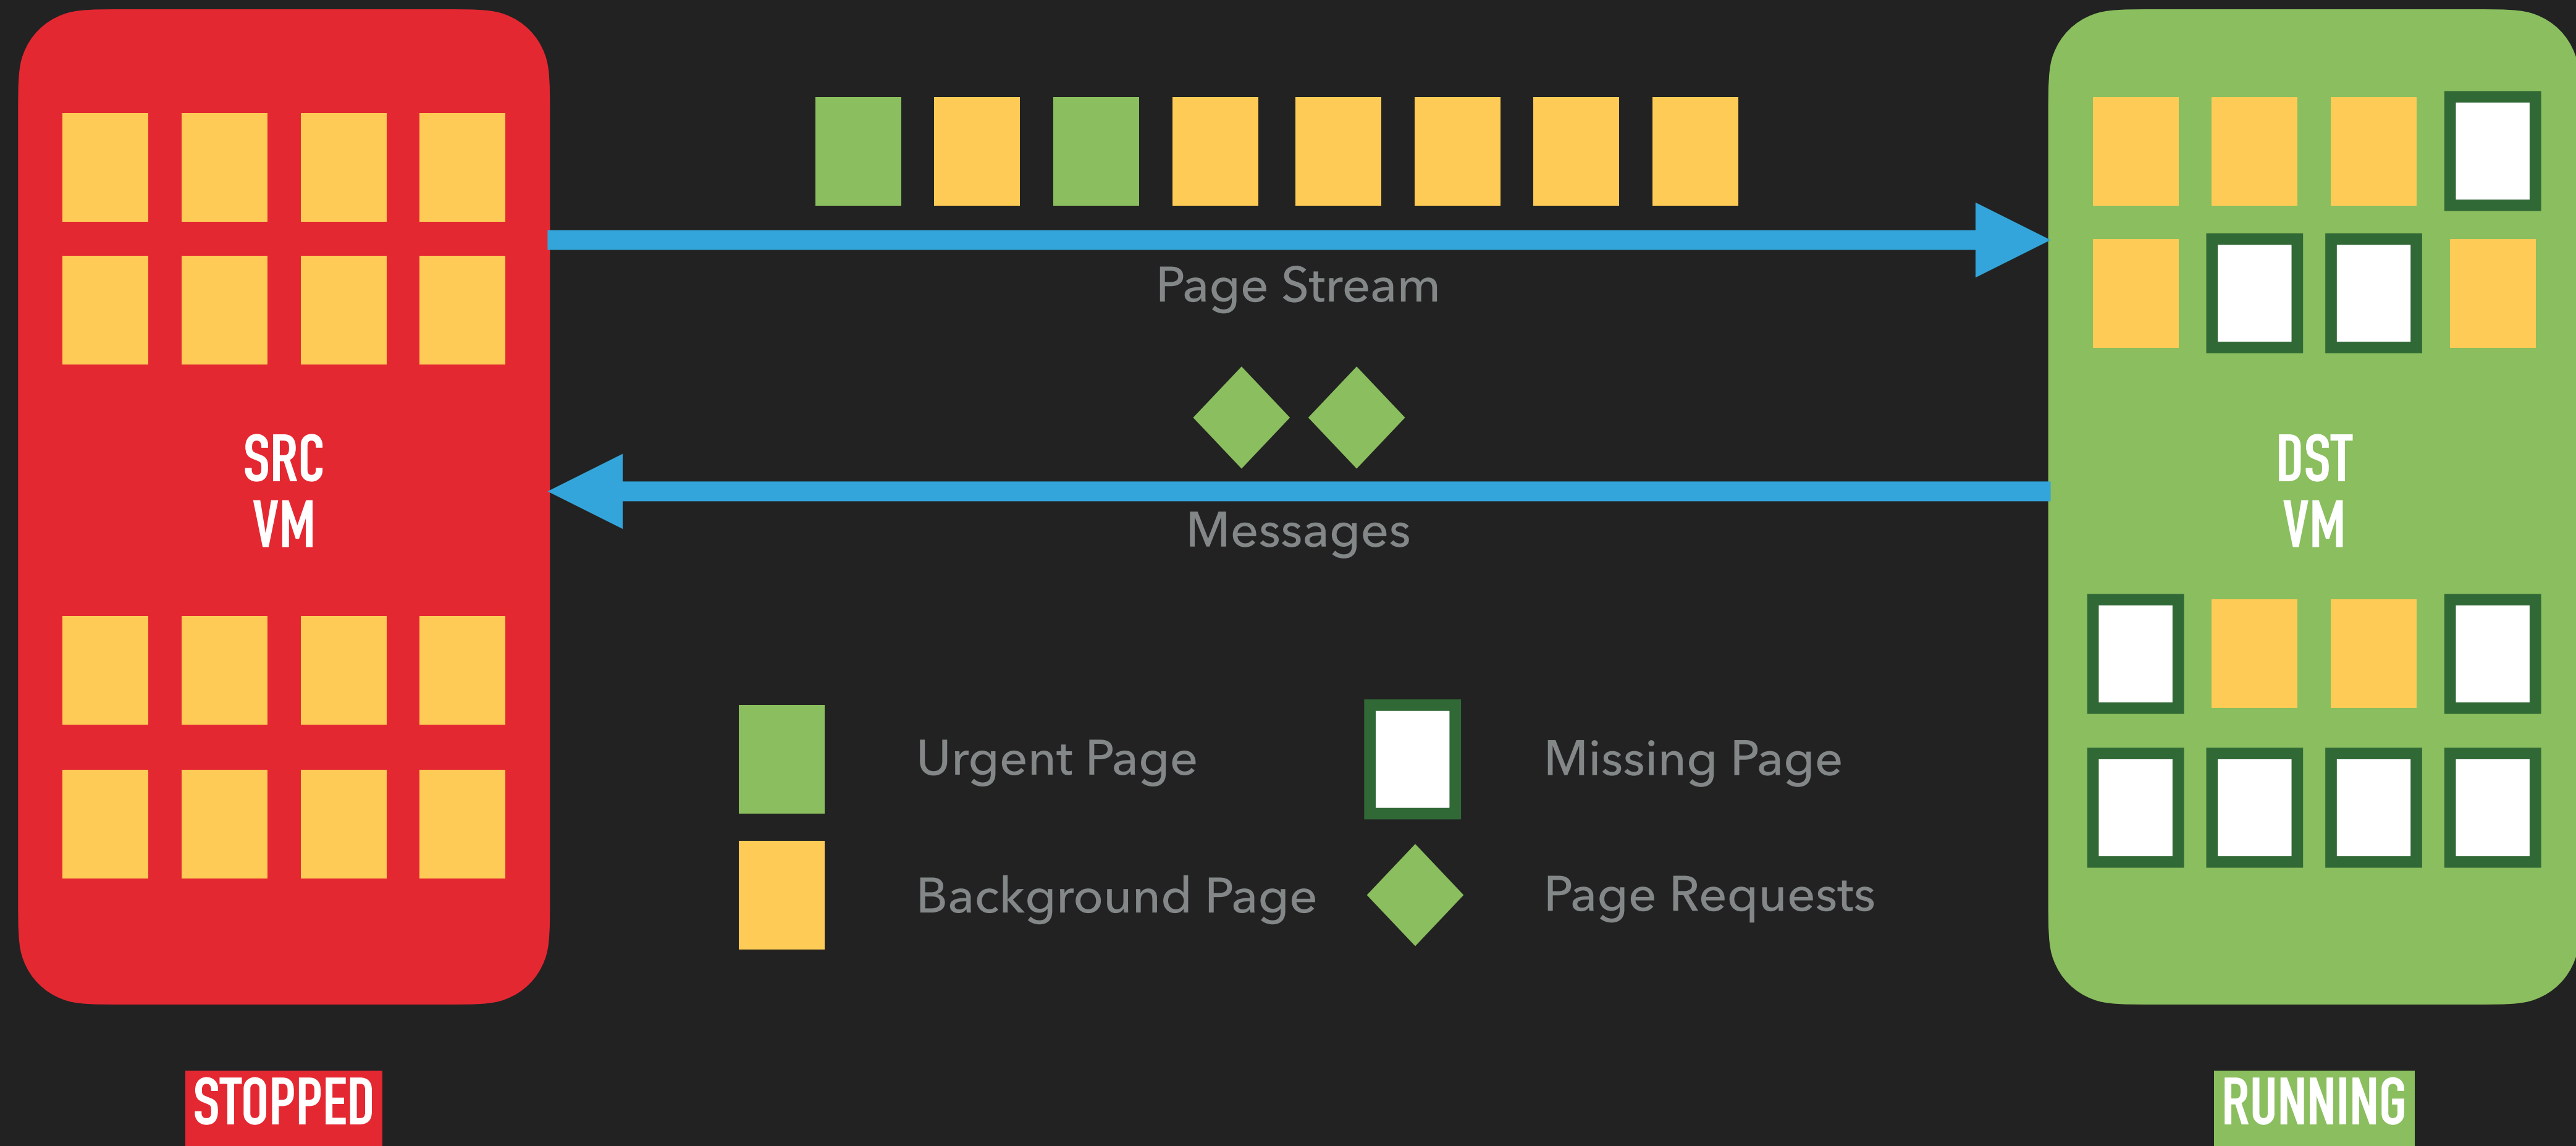 Page Stream
SRC
VM
DST
VM
Messages
Urgent Page
Missing Page
Background Page
Page Requests
STOPPED
RUNNING